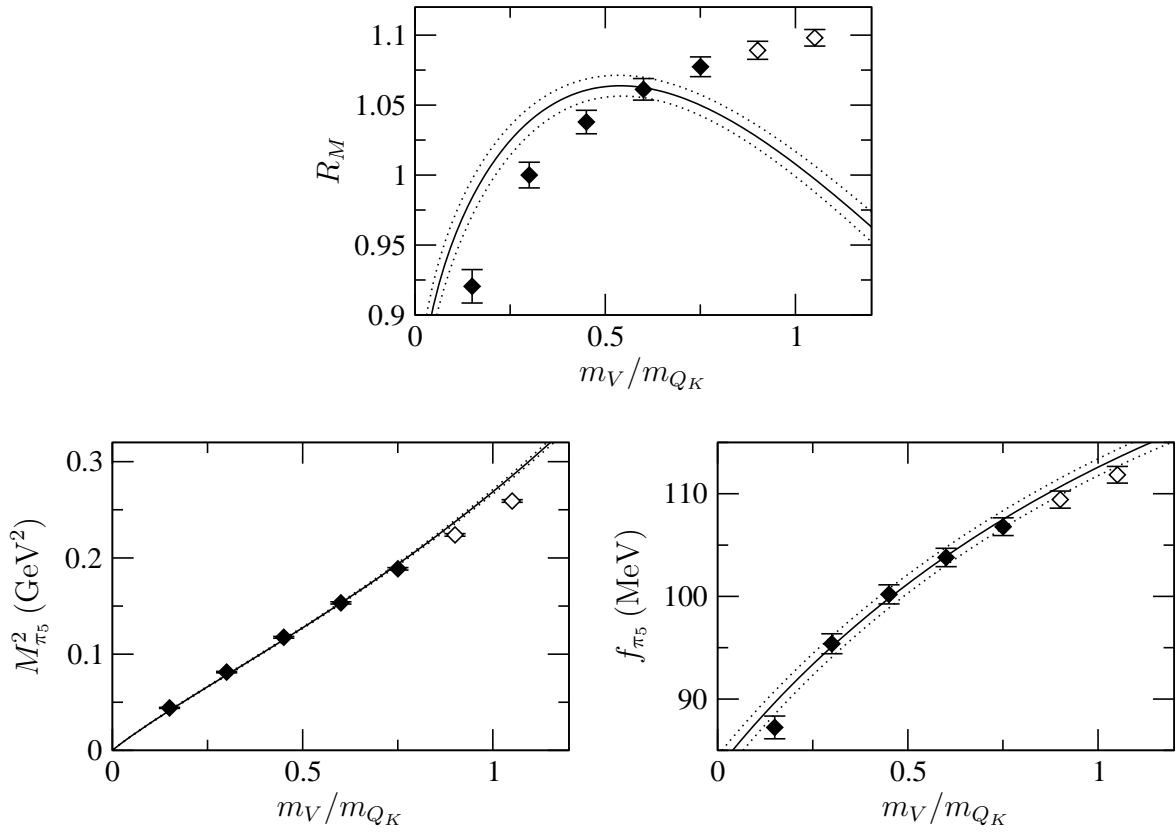 1.1
1.05
1
0.95
0.9
R_M
0 0.5 1
m_V/m_{Q_K}
0.3
0.2
0.1
0
M^2_{π_5} (GeV^2)
0 0.5 1
m_V/m_{Q_K}
110
100
90
f_{π_5} (MeV)
0 0.5 1
m_V/m_{Q_K}